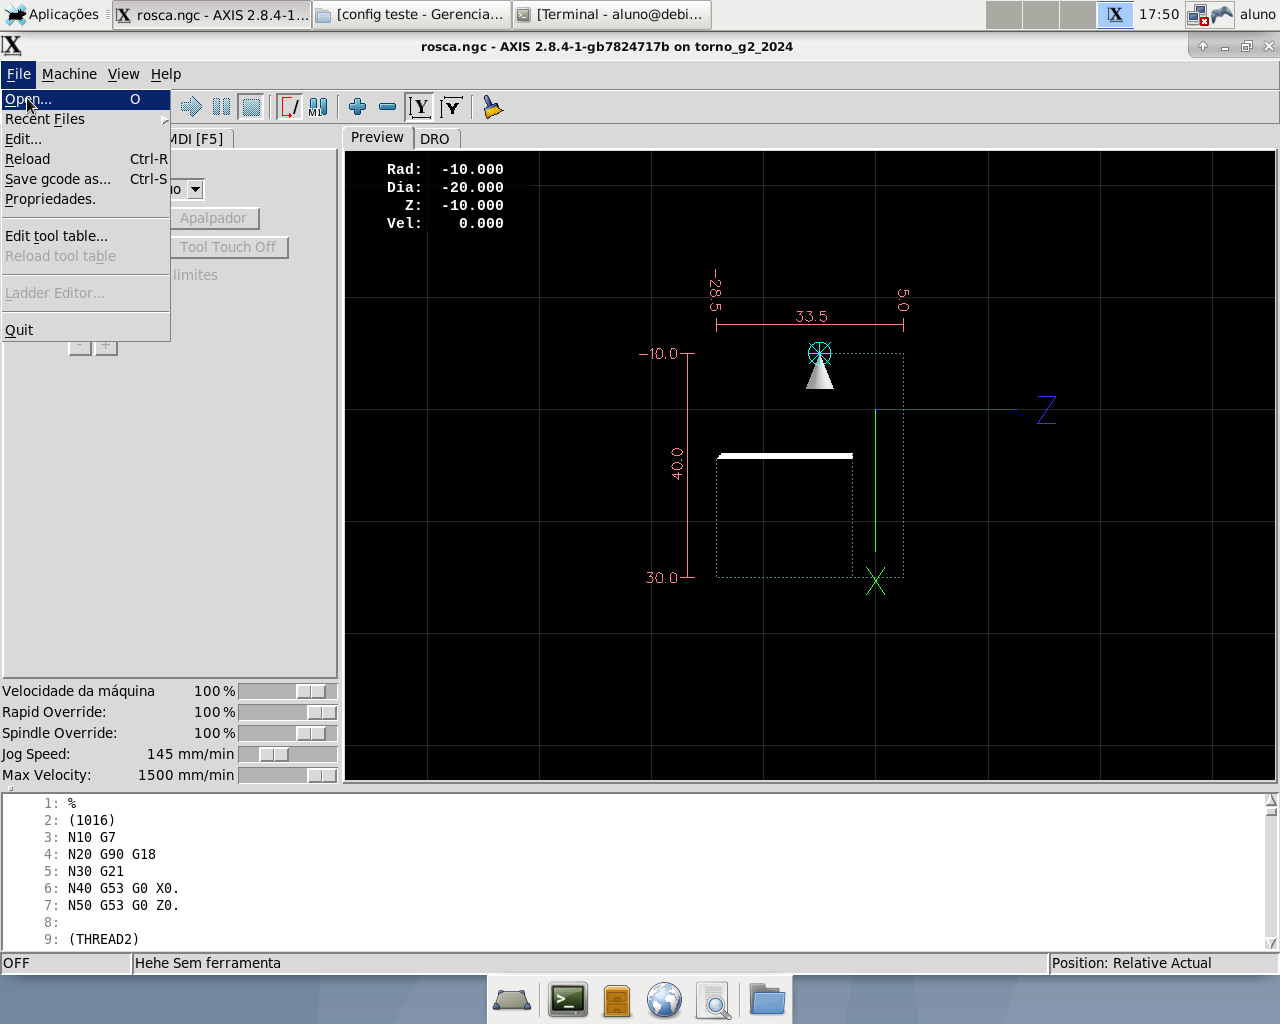 Aplicações
rosca.ngc - AXIS 2.8.4-1...
[config teste - Gerencia...
[Terminal - aluno@debi...
17:50
aluno
rosca.ngc - AXIS 2.8.4-1-gb7824717b on torno_g2_2024
File Machine View Help
Open... O
Recent Files
Edit...
Reload Ctrl-R
Save gcode as... Ctrl-S
Propriedades.
Edit tool table...
Reload tool table
Ladder Editor...
Quit
M1
Y Y
MDI [F5]
Preview DRO
Apalpador
Tool Touch Off
limites
- +
Rad: -10.000
Dia: -20.000
Z: -10.000
Vel: 0.000
-28.5
5.0
33.5
-10.0
40.0
30.0
Z
X
Velocidade da máquina 100 %
Rapid Override: 100 %
Spindle Override: 100 %
Jog Speed: 145 mm/min
Max Velocity: 1500 mm/min
1: %
2: (1016)
3: N10 G7
4: N20 G90 G18
5: N30 G21
6: N40 G53 G0 X0.
7: N50 G53 G0 Z0.
8:
9: (THREAD2)
OFF
Hehe Sem ferramenta
Position: Relative Actual